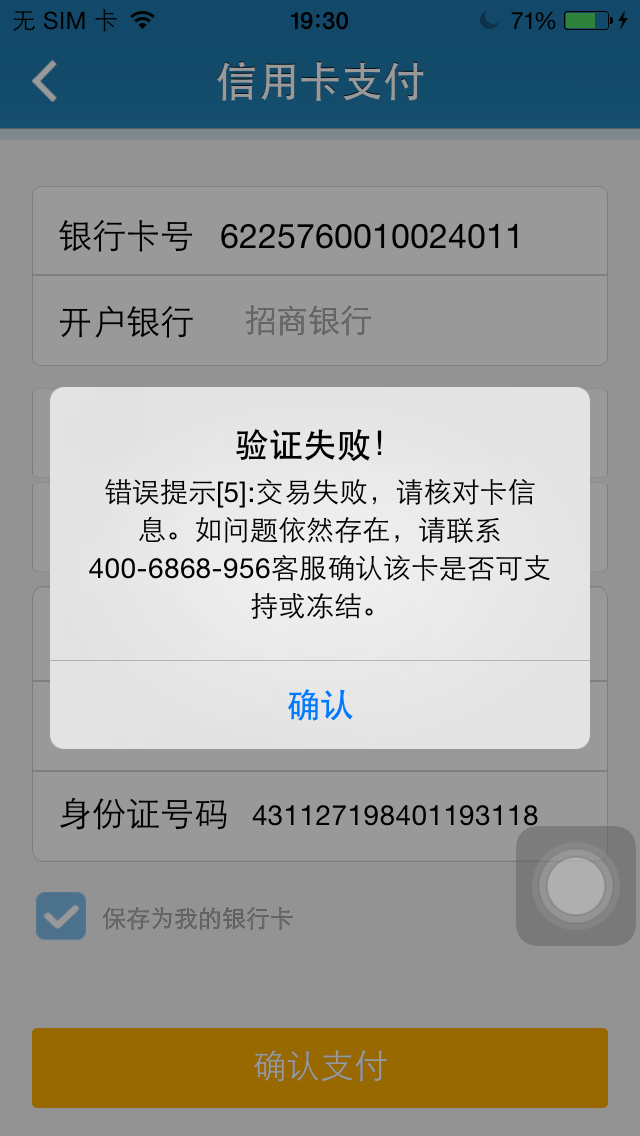 无 SIM 卡 19:30 71%
信用卡支付
银行卡号 6225760010024011
开户银行 招商银行
验证失败！
错误提示[5]:交易失败，请核对卡信
息。如问题依然存在，请联系
400-6868-956客服确认该卡是否可支
持或冻结。
确认
身份证号码 431127198401193118
保存为我的银行卡
确认支付